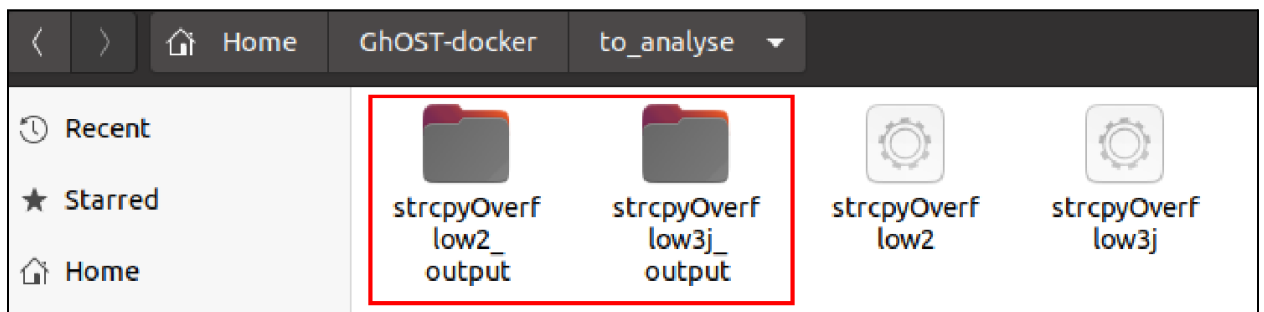 Home GhOST-docker to_analyse
Recent
Starred
Home
strcpyOverf
low2_
output
strcpyOverf
low3j_
output
strcpyOverf
low2
strcpyOverf
low3j